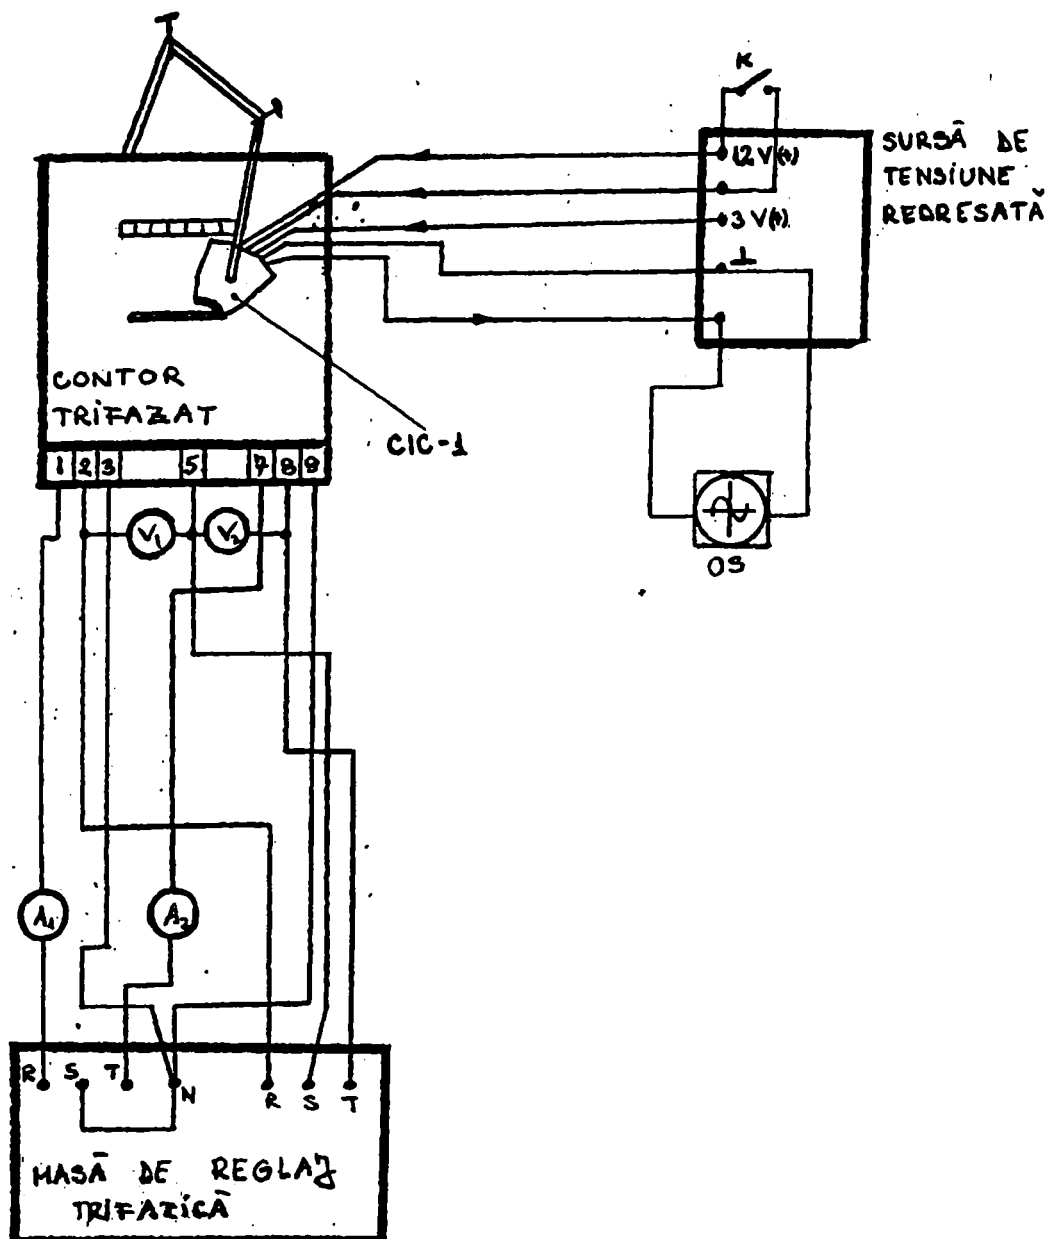 K
12V(+)
3V(+)
⊥
SURSĂ DE
TENSIUNE
REDRESATĂ
CONTOR
TRIFAZAT
CIC-1
1 2 3 5 7 8 9
V1 V2
OS
A1 A2
R S T N R S T
MASĂ DE REGLAJ
TRIFAZICĂ